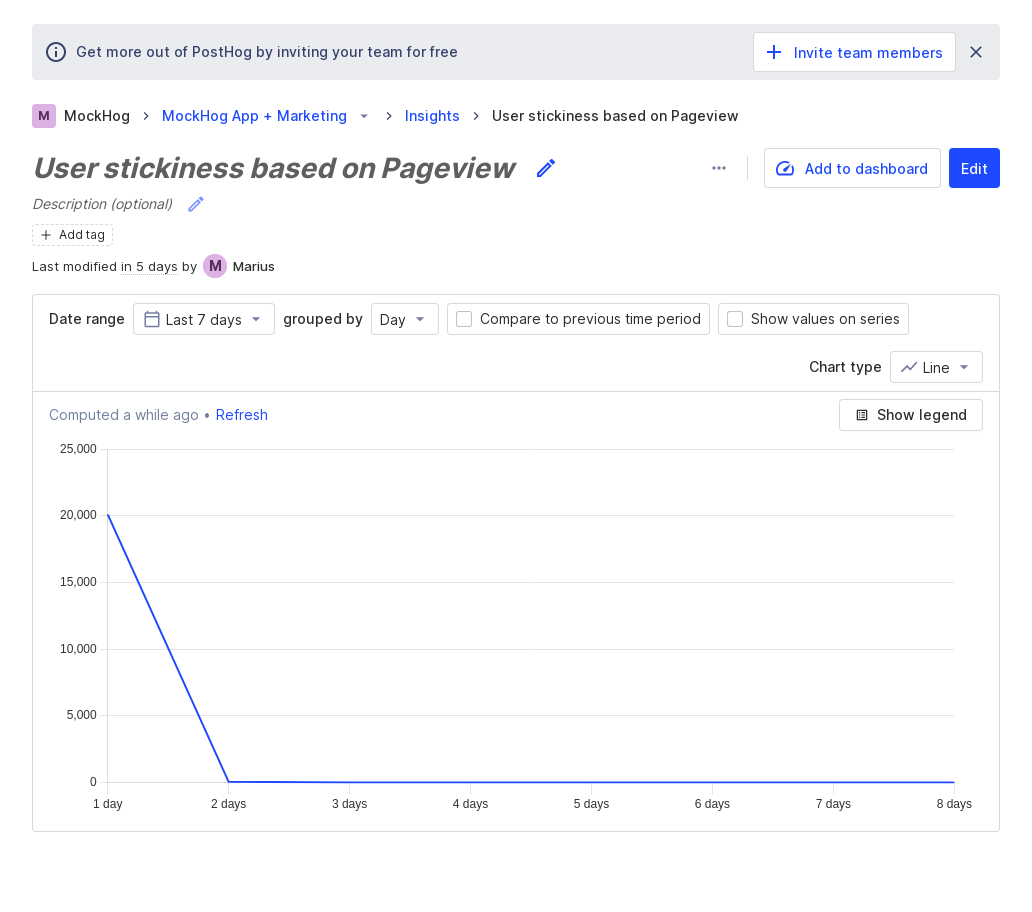 Get more out of PostHog by inviting your team for free
Invite team members
M MockHog > MockHog App + Marketing > Insights > User stickiness based on Pageview
User stickiness based on Pageview
Add to dashboard
Edit
Description (optional)
+ Add tag
Last modified in 5 days by M Marius
Date range Last 7 days grouped by Day Compare to previous time period Show values on series
Chart type Line
Computed a while ago • Refresh
Show legend
25,000
20,000
15,000
10,000
5,000
0
1 day 2 days 3 days 4 days 5 days 6 days 7 days 8 days